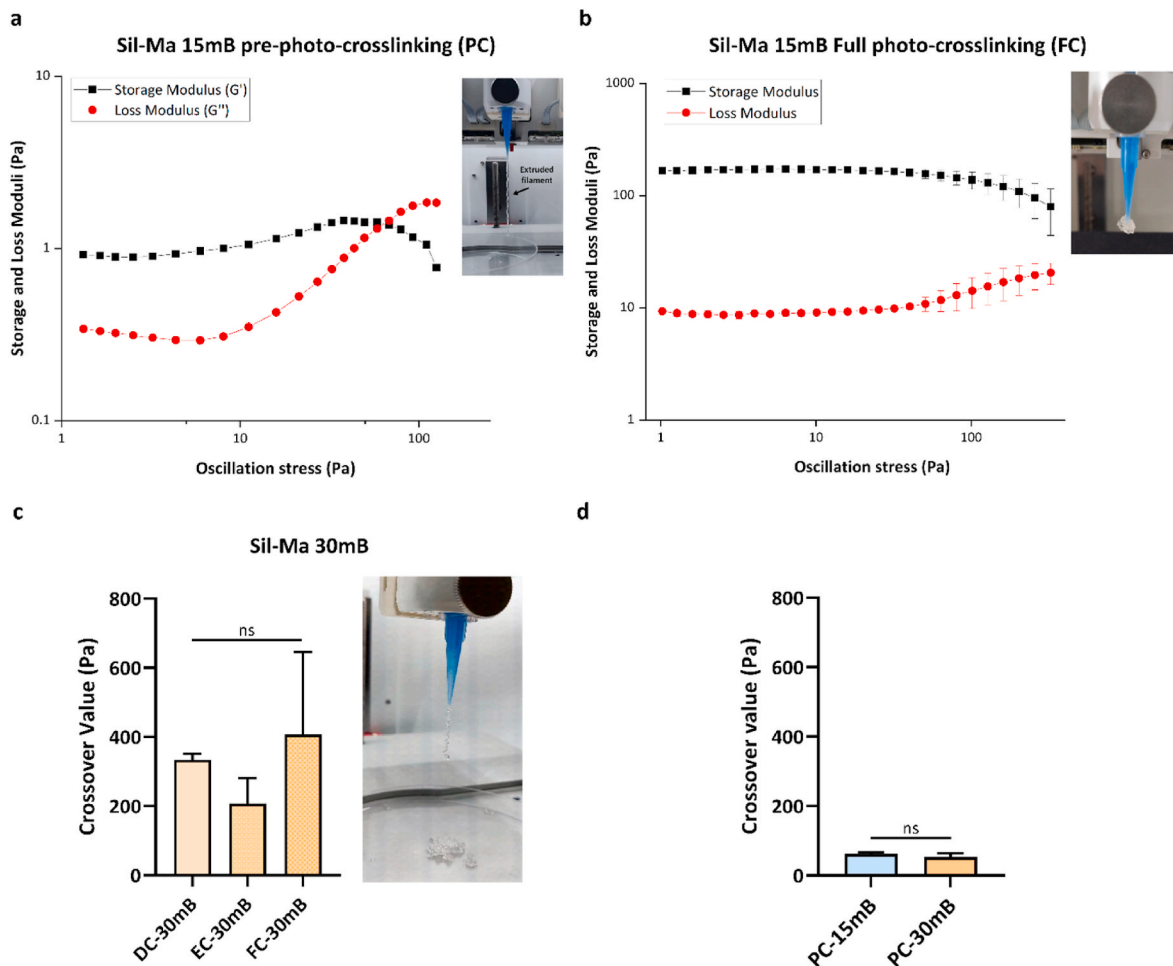 a
Sil-Ma 15mB pre-photo-crosslinking (PC)
Storage and Loss Moduli (Pa)
10
1
0.1
Storage Modulus (G')
Loss Modulus (G'')
Extruded
filament
1
10
100
Oscillation stress (Pa)
b
Sil-Ma 15mB Full photo-crosslinking (FC)
Storage and Loss Moduli (Pa)
1000
100
10
1
Storage Modulus
Loss Modulus
1
10
100
Oscillation stress (Pa)
c
Sil-Ma 30mB
Crossover Value (Pa)
800
600
400
200
0
ns
DC-30mB
EC-30mB
FC-30mB
d
Crossover value (Pa)
800
600
400
200
0
ns
PC-15mB
PC-30mB